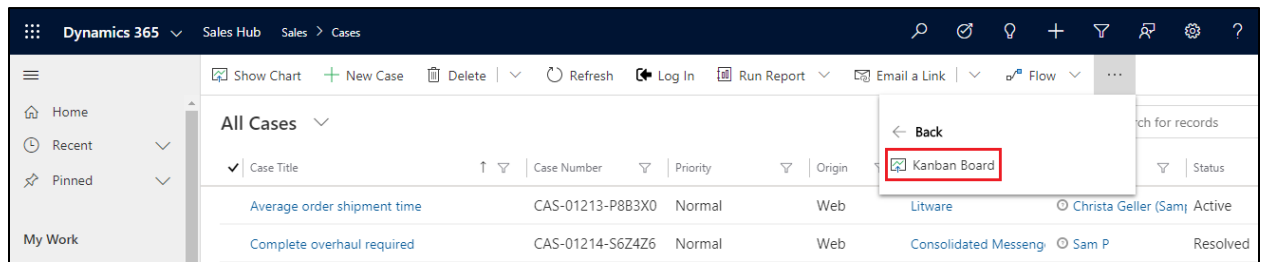 Dynamics 365 Sales Hub Sales > Cases ?
Show Chart New Case Delete Refresh Log In Run Report Email a Link Flow ...
Home
Recent
Pinned
My Work
All Cases
Back
Kanban Board
ch for records
Case Title Case Number Priority Origin Status
Average order shipment time CAS-01213-P8B3X0 Normal Web Litware Christa Geller (Samp Active
Complete overhaul required CAS-01214-S6Z4Z6 Normal Web Consolidated Messeng Sam P Resolved